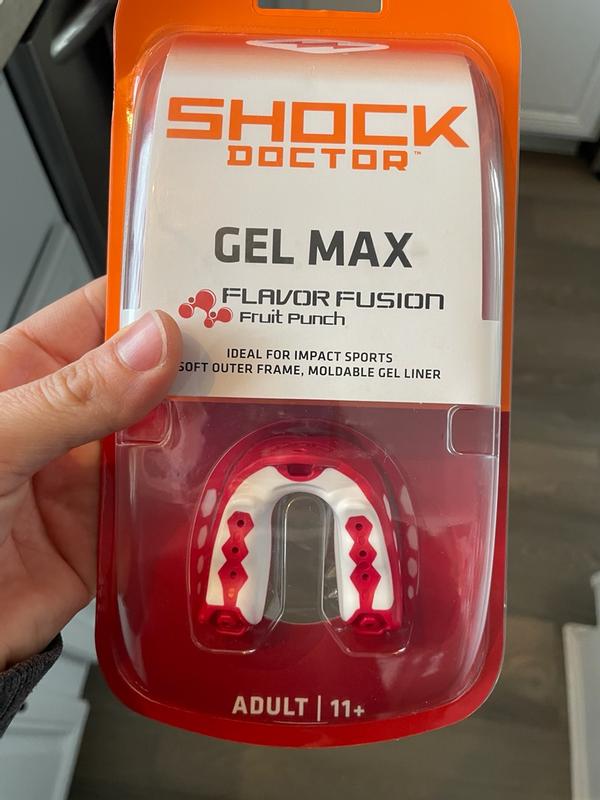 SHOCK
DOCTOR™
GEL MAX
FLAVOR FUSION
Fruit Punch
IDEAL FOR IMPACT SPORTS
SOFT OUTER FRAME, MOLDABLE GEL LINER
ADULT | 11+